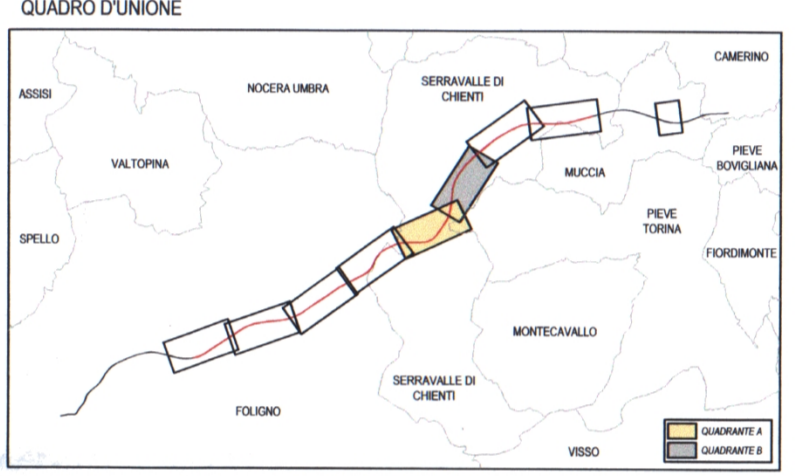 QUADRO D'UNIONE
CAMERINO
SERRAVALLE DI
CHIENTI
NOCERA UMBRA
ASSISI
VALTOPINA
PIEVE
BOVIGLIANA
MUCCIA
PIEVE
TORINA
SPELLO
FIORDIMONTE
MONTECAVALLO
SERRAVALLE DI
CHIENTI
FOLIGNO
QUADRANTE A
QUADRANTE B
VISSO